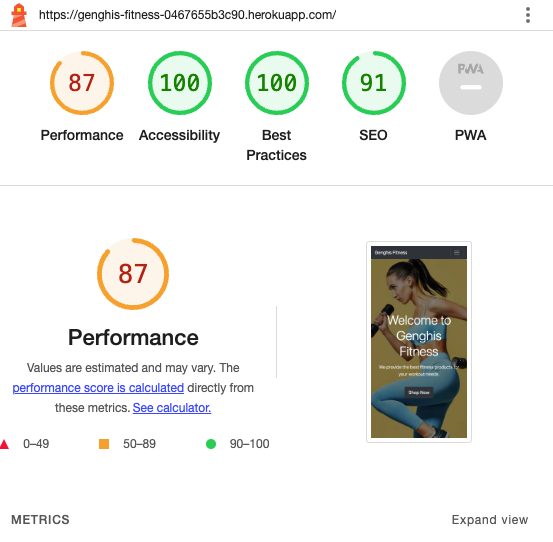 https://genghis-fitness-0467655b3c90.herokuapp.com/
87
100
100
91
PWA
Performance
Accessibility
Best
Practices
SEO
PWA
87
Performance
Values are estimated and may vary. The
performance score is calculated directly from
these metrics. See calculator.
0–49
50–89
90–100
Genghis Fitness
Welcome to
Genghis
Fitness
We provide the best fitness products for
your workout needs.
Shop Now
METRICS
Expand view